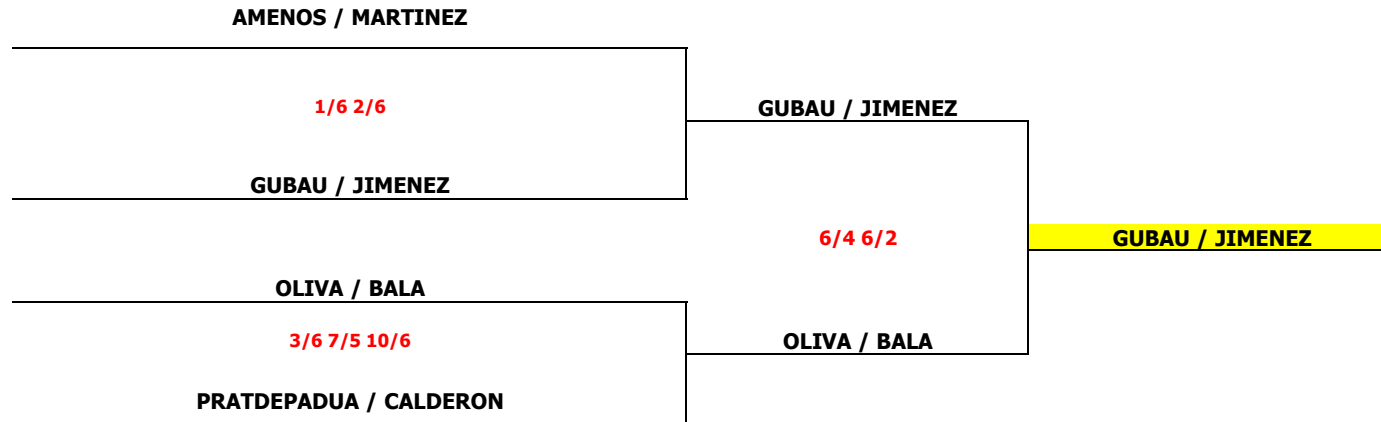 AMENOS / MARTINEZ
1/6 2/6
GUBAU / JIMENEZ
GUBAU / JIMENEZ
6/4 6/2
GUBAU / JIMENEZ
OLIVA / BALA
3/6 7/5 10/6
OLIVA / BALA
PRATDEPADUA / CALDERON